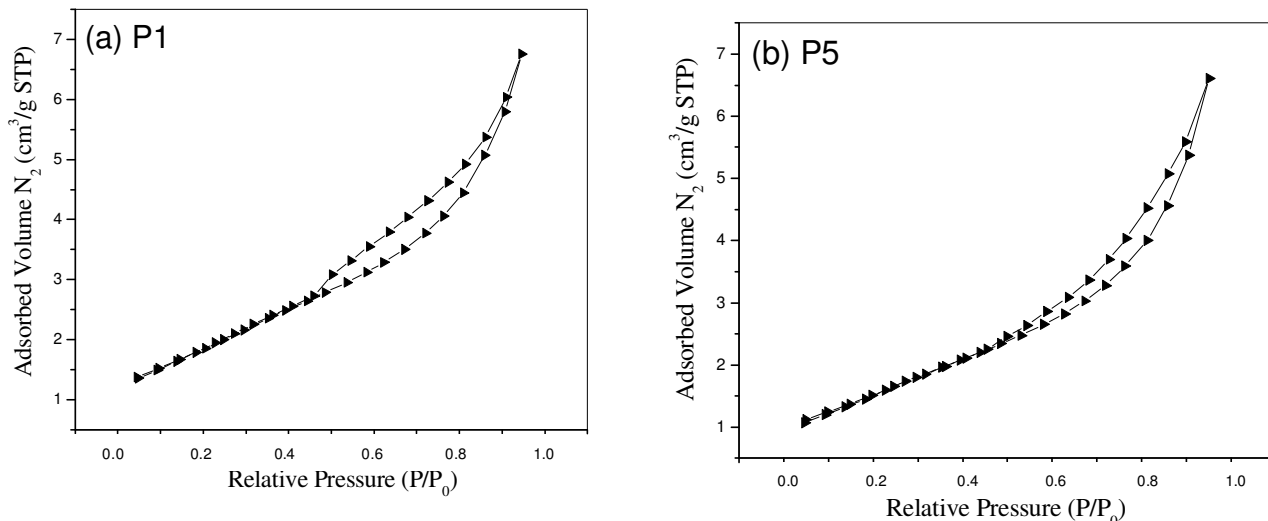 (a) P1
Adsorbed Volume N₂ (cm³/g STP)
7
6
5
4
3
2
1
0.0 0.2 0.4 0.6 0.8 1.0
Relative Pressure (P/P₀)
(b) P5
Adsorbed Volume N₂ (cm³/g STP)
7
6
5
4
3
2
1
0.0 0.2 0.4 0.6 0.8 1.0
Relative Pressure (P/P₀)